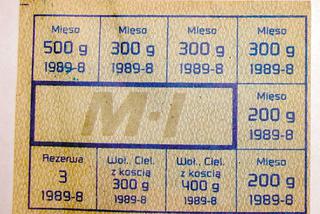 Mięso Mięso Mięso Mięso
500 g 300 g 300 g 300 g
1989-8 1989-8 1989-8 1989-8
M-I
Mięso
200 g
1989-8
Rezerwa Woł., Ciel. Woł., Ciel. Mięso
z kością z kością
3 300 g 400 g 200 g
1989-8 1989-8 1989-8 1989-8